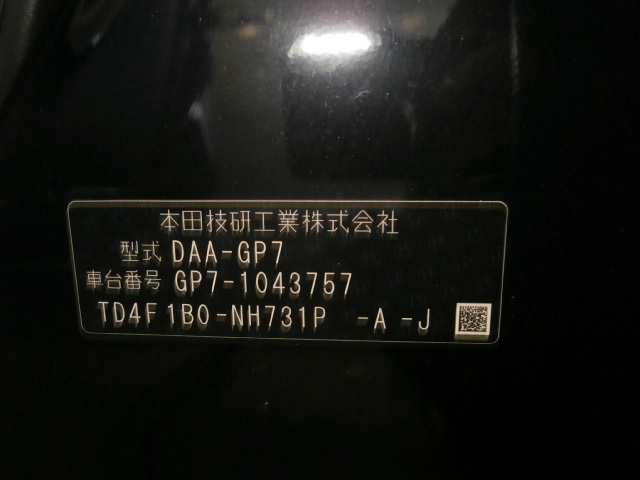 本田技研工業株式会社
型式 DAA-GP7
車台番号 GP7-1043757
TD4F1B0-NH731P -A -J